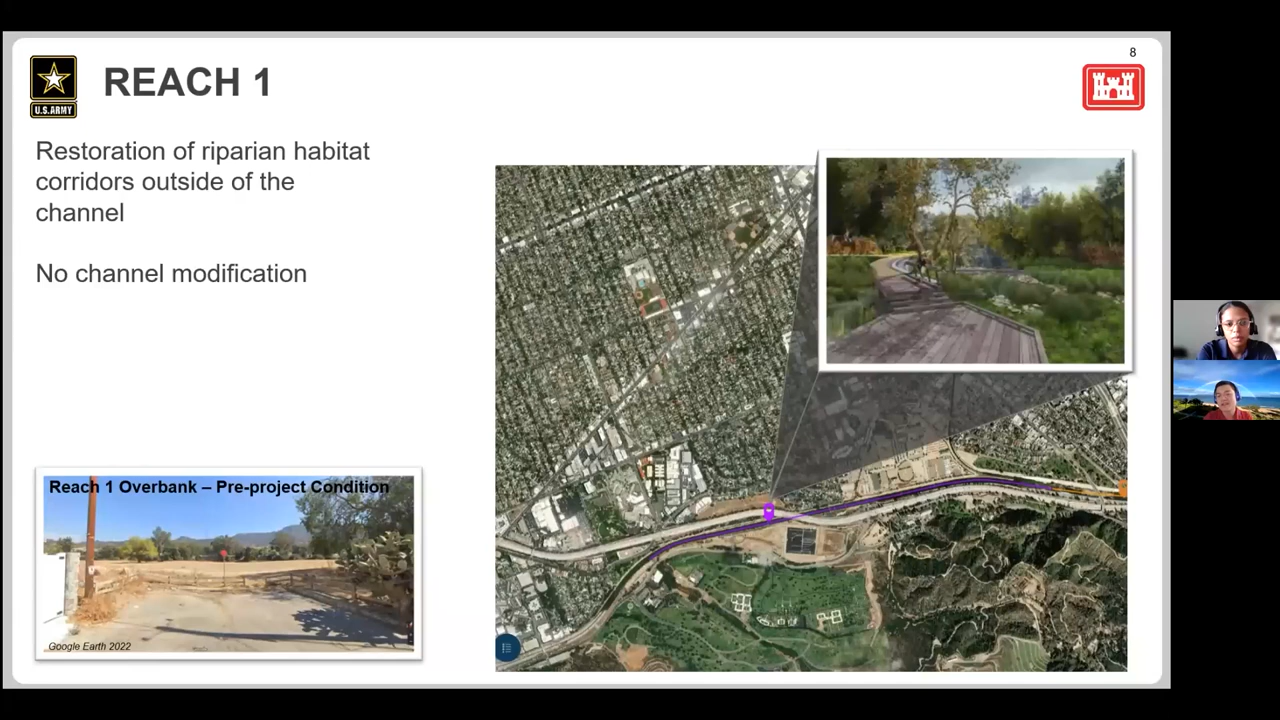 8
U.S.ARMY
REACH 1
Restoration of riparian habitat
corridors outside of the
channel
No channel modification
Reach 1 Overbank – Pre-project Condition
Google Earth 2022